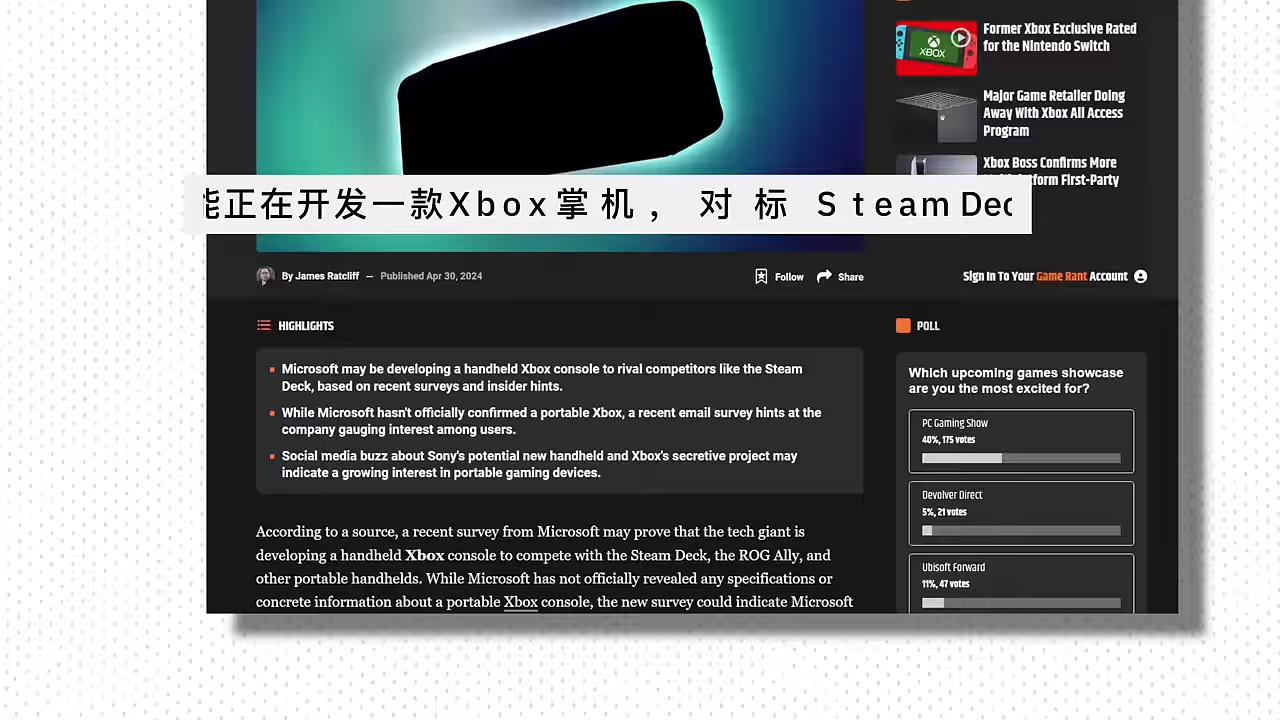 Former Xbox Exclusive Rated
for the Nintendo Switch
XBOX
Major Game Retailer Doing
Away With Xbox All Access
Program
Xbox Boss Confirms More
First-Party
能正在开发一款Xbox掌机，对标 Steam Dec
By James Ratcliff — Published Apr 30, 2024
Follow
Share
Sign In To Your Game Rant Account
HIGHLIGHTS
Microsoft may be developing a handheld Xbox console to rival competitors like the Steam
Deck, based on recent surveys and insider hints.
While Microsoft hasn't officially confirmed a portable Xbox, a recent email survey hints at the
company gauging interest among users.
Social media buzz about Sony's potential new handheld and Xbox's secretive project may
indicate a growing interest in portable gaming devices.
According to a source, a recent survey from Microsoft may prove that the tech giant is
developing a handheld Xbox console to compete with the Steam Deck, the ROG Ally, and
other portable handhelds. While Microsoft has not officially revealed any specifications or
concrete information about a portable Xbox console, the new survey could indicate Microsoft
POLL
Which upcoming games showcase
are you the most excited for?
PC Gaming Show
40%, 175 votes
Devolver Direct
5%, 21 votes
Ubisoft Forward
11%, 47 votes